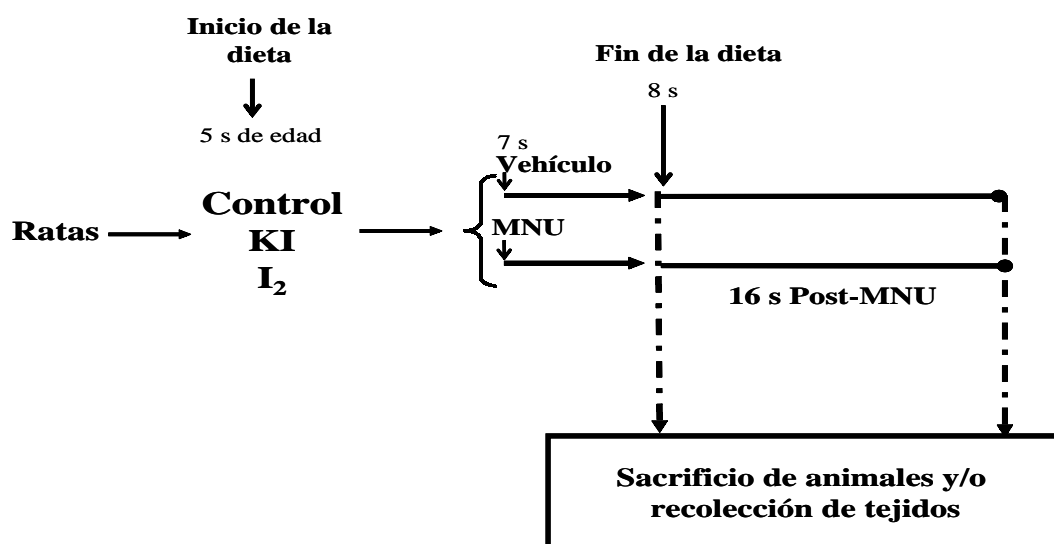 Inicio de la
dieta
5 s de edad
Fin de la dieta
8 s
7 s
Vehículo
Ratas
Control
KI
I₂
MNU
16 s Post-MNU
Sacrificio de animales y/o
recolección de tejidos